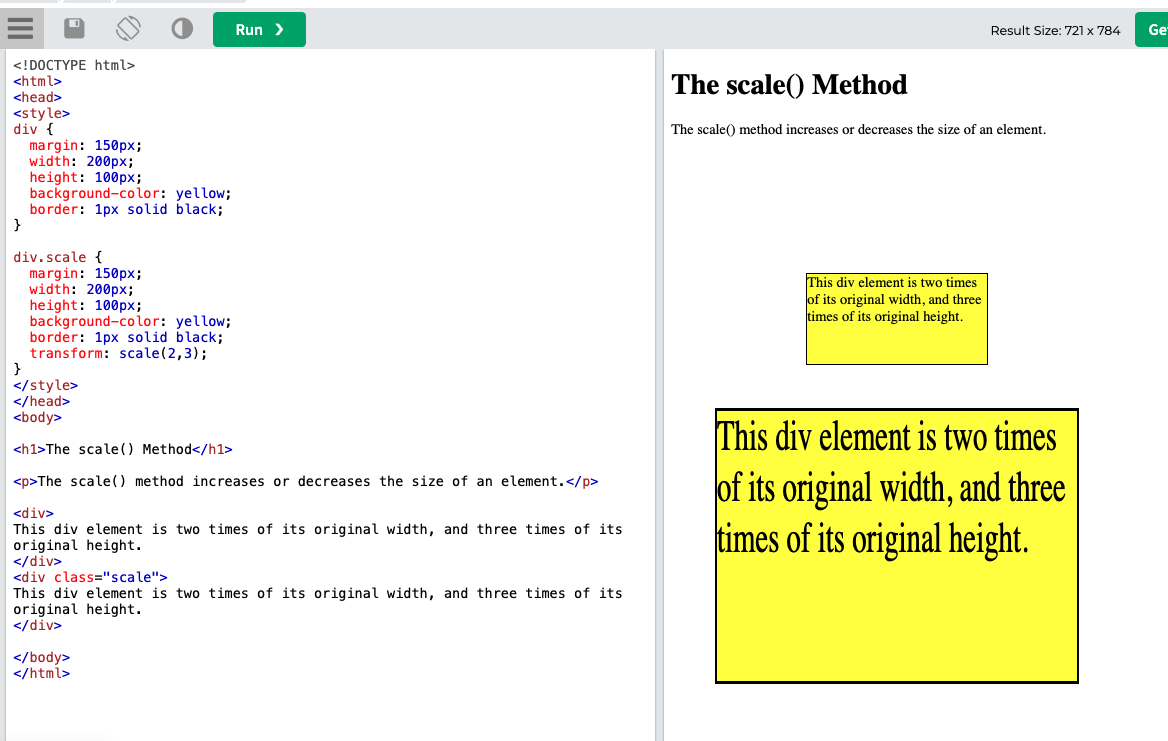 Run ❯
Result Size: 721 x 784
Ge
<!DOCTYPE html>
<html>
<head>
<style>
div {
  margin: 150px;
  width: 200px;
  height: 100px;
  background-color: yellow;
  border: 1px solid black;
}

div.scale {
  margin: 150px;
  width: 200px;
  height: 100px;
  background-color: yellow;
  border: 1px solid black;
  transform: scale(2,3);
}
</style>
</head>
<body>

<h1>The scale() Method</h1>

<p>The scale() method increases or decreases the size of an element.</p>

<div>
This div element is two times of its original width, and three times of its
original height.
</div>
<div class="scale">
This div element is two times of its original width, and three times of its
original height.
</div>

</body>
</html>
The scale() Method
The scale() method increases or decreases the size of an element.
This div element is two times
of its original width, and three
times of its original height.
This div element is two times
of its original width, and three
times of its original height.